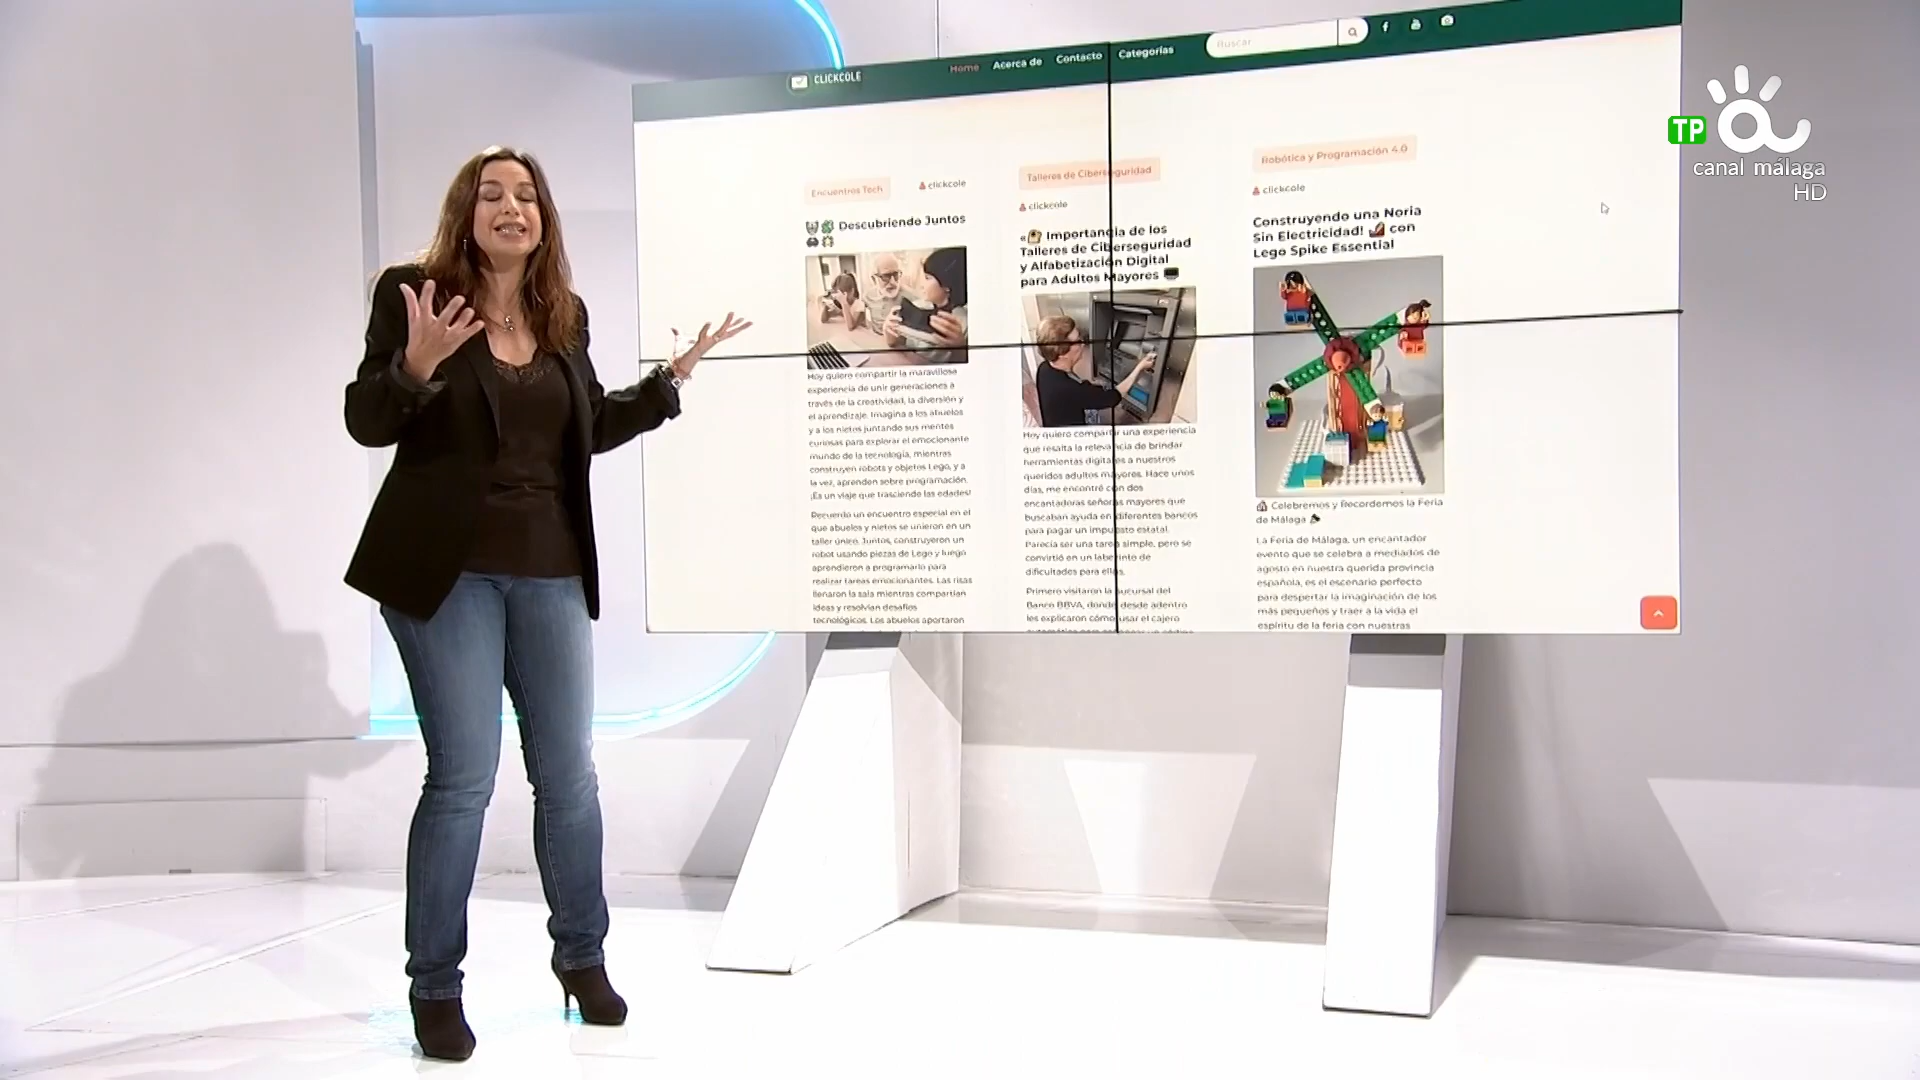 CLICKCOLE
Home
Acerca de
Contacto
Categorías
Buscar
TP
canal málaga
HD
Encuentros Tech
clickcole
Descubriendo Juntos
Hoy quiero compartir la maravillosa
experiencia de unir generaciones a
través de la creatividad, la diversión y
el aprendizaje. Imagina a los abuelos
y a los nietos juntando sus mentes
curiosas para explorar el emocionante
mundo de la tecnología, mientras
construyen robots y objetos Lego, y a
la vez, aprenden sobre programación.
¡Es un viaje que trasciende las edades!
Recuerdo un encuentro especial en el
que abuelos y nietos se unieron en un
taller único. Juntos, construyeron un
robot usando piezas de Lego y luego
aprendieron a programarlo para
realizar tareas emocionantes. Las risas
llenaron la sala mientras compartían
ideas y resolvían desafíos
tecnológicos. Los abuelos aportaron
Talleres de Ciberseguridad
clickcole
« Importancia de los
Talleres de Ciberseguridad
y Alfabetización Digital
para Adultos Mayores
Hoy quiero compartir una experiencia
que resalta la relevancia de brindar
herramientas digitales a nuestros
queridos adultos mayores. Hace unos
días, me encontré con dos
encantadoras señoras mayores que
buscaban ayuda en diferentes bancos
para pagar un impuesto estatal.
Parecía ser una tarea simple, pero se
convirtió en un laberinto de
dificultades para ellas.
Primero visitaron la sucursal del
Banco BBVA, donde desde adentro
les explicaron cómo usar el cajero
Robótica y Programación 4.0
clickcole
Construyendo una Noria
Sin Electricidad! con
Lego Spike Essential
Celebremos y Recordemos la Feria
de Málaga
La Feria de Málaga, un encantador
evento que se celebra a mediados de
agosto en nuestra querida provincia
española, es el escenario perfecto
para despertar la imaginación de los
más pequeños y traer a la vida el
espíritu de la feria con nuestras